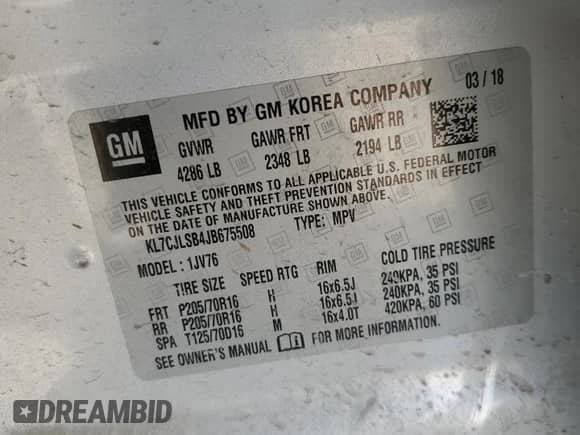 GM
MFD BY GM KOREA COMPANY 03 / 18
GVWR GAWR FRT GAWR RR
4286 LB 2348 LB 2194 LB
THIS VEHICLE CONFORMS TO ALL APPLICABLE U.S. FEDERAL MOTOR
VEHICLE SAFETY AND THEFT PREVENTION STANDARDS IN EFFECT
ON THE DATE OF MANUFACTURE SHOWN ABOVE.
KL7CJLSB4JB675508 TYPE: MPV
MODEL : 1JV76
TIRE SIZE SPEED RTG RIM COLD TIRE PRESSURE
FRT P205/70R16 H 16x6.5J 240KPA, 35 PSI
RR P205/70R16 H 16x6.5J 240KPA, 35 PSI
SPA T125/70D16 M 16x4.0T 420KPA, 60 PSI
SEE OWNER'S MANUAL FOR MORE INFORMATION.
DREAMBID